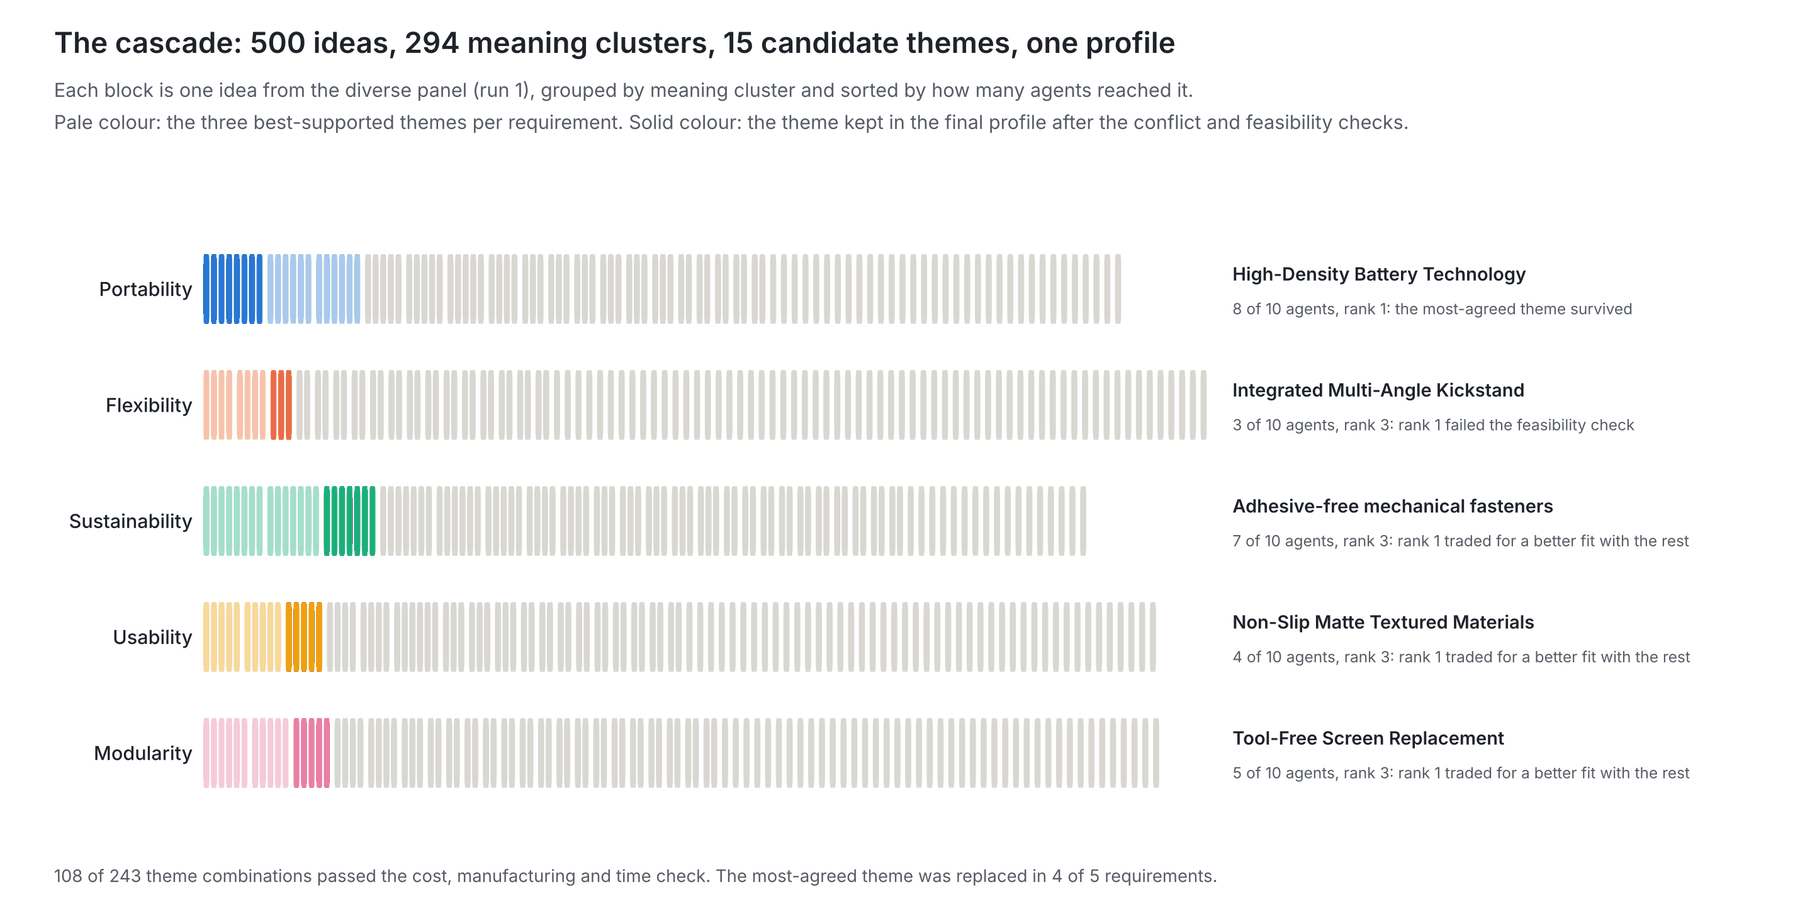 The cascade: 500 ideas, 294 meaning clusters, 15 candidate themes, one profile
Each block is one idea from the diverse panel (run 1), grouped by meaning cluster and sorted by how many agents reached it.
Pale colour: the three best-supported themes per requirement. Solid colour: the theme kept in the final profile after the conflict and feasibility checks.
Portability
High-Density Battery Technology
8 of 10 agents, rank 1: the most-agreed theme survived
Flexibility
Integrated Multi-Angle Kickstand
3 of 10 agents, rank 3: rank 1 failed the feasibility check
Sustainability
Adhesive-free mechanical fasteners
7 of 10 agents, rank 3: rank 1 traded for a better fit with the rest
Usability
Non-Slip Matte Textured Materials
4 of 10 agents, rank 3: rank 1 traded for a better fit with the rest
Modularity
Tool-Free Screen Replacement
5 of 10 agents, rank 3: rank 1 traded for a better fit with the rest
108 of 243 theme combinations passed the cost, manufacturing and time check. The most-agreed theme was replaced in 4 of 5 requirements.